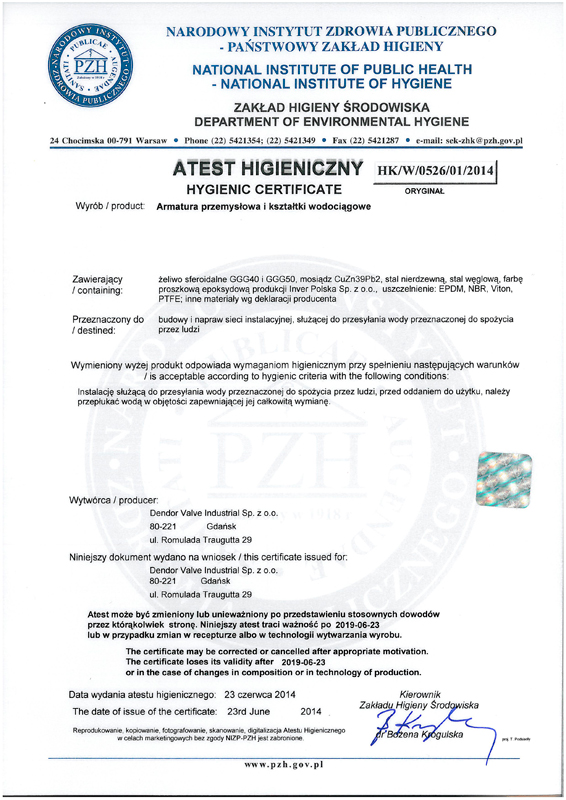 NARODOWY INSTYTUT ZDROWIA PUBLICZNEGO
- PAŃSTWOWY ZAKŁAD HIGIENY
NATIONAL INSTITUTE OF PUBLIC HEALTH
- NATIONAL INSTITUTE OF HYGIENE
ZAKŁAD HIGIENY ŚRODOWISKA
DEPARTMENT OF ENVIRONMENTAL HYGIENE
NARODOWY INSTYTUT
ZDROWIA PUBLICZNEGO
PUBLICAE
SANITATI
AUGENDAE
PZH
24 Chocimska 00-791 Warsaw • Phone (22) 5421354; (22) 5421349 • Fax (22) 5421287 • e-mail: sek-zhk@pzh.gov.pl
ATEST HIGIENICZNY HK/W/0526/01/2014
HYGIENIC CERTIFICATE ORYGINAŁ
Wyrób / product: Armatura przemysłowa i kształtki wodociągowe
Zawierający / containing: żeliwo sferoidalne GGG40 i GGG50, mosiądz CuZn39Pb2, stal nierdzewną, stal węglową, farbę
proszkową epoksydową produkcji Inver Polska Sp. z o.o., uszczelnienie: EPDM, NBR, Viton,
PTFE; inne materiały wg deklaracji producenta
Przeznaczony do / destined: budowy i napraw sieci instalacyjnej, służącej do przesyłania wody przeznaczonej do spożycia
przez ludzi
Wymieniony wyżej produkt odpowiada wymaganiom higienicznym przy spełnieniu następujących warunków
/ is acceptable according to hygienic criteria with the following conditions:
Instalację służącą do przesyłania wody przeznaczonej do spożycia przez ludzi, przed oddaniem do użytku, należy
przepłukać wodą w objętości zapewniającej jej całkowitą wymianę.
Wytwórca / producer:
Dendor Valve Industrial Sp. z o.o.
80-221 Gdańsk
ul. Romulada Traugutta 29
Niniejszy dokument wydano na wniosek / this certificate issued for:
Dendor Valve Industrial Sp. z o.o.
80-221 Gdańsk
ul. Romulada Traugutta 29
Atest może być zmieniony lub unieważniony po przedstawieniu stosownych dowodów
przez którąkolwiek stronę. Niniejszy atest traci ważność po 2019-06-23
lub w przypadku zmian w recepturze albo w technologii wytwarzania wyrobu.
The certificate may be corrected or cancelled after appropriate motivation.
The certificate loses its validity after 2019-06-23
or in the case of changes in composition or in technology of production.
Data wydania atestu higienicznego: 23 czerwca 2014
The date of issue of the certificate: 23rd June 2014
Kierownik
Zakładu Higieny Środowiska
dr Bożena Krogulska
Reprodukowanie, kopiowanie, fotografowanie, skanowanie, digitalizacja Atestu Higienicznego
w celach marketingowych bez zgody NIZP-PZH jest zabronione.
www.pzh.gov.pl